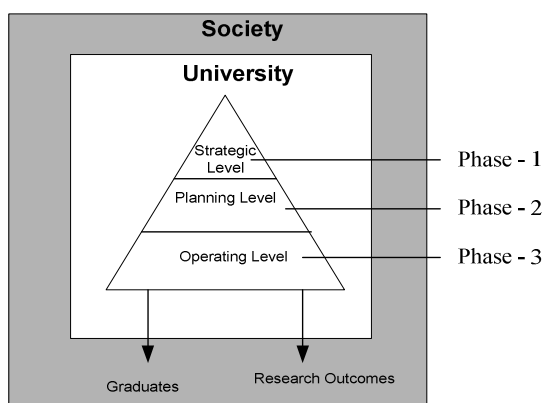 Society
University
Strategic
Level
Phase - 1
Planning Level
Phase - 2
Operating Level
Phase - 3
Graduates
Research Outcomes